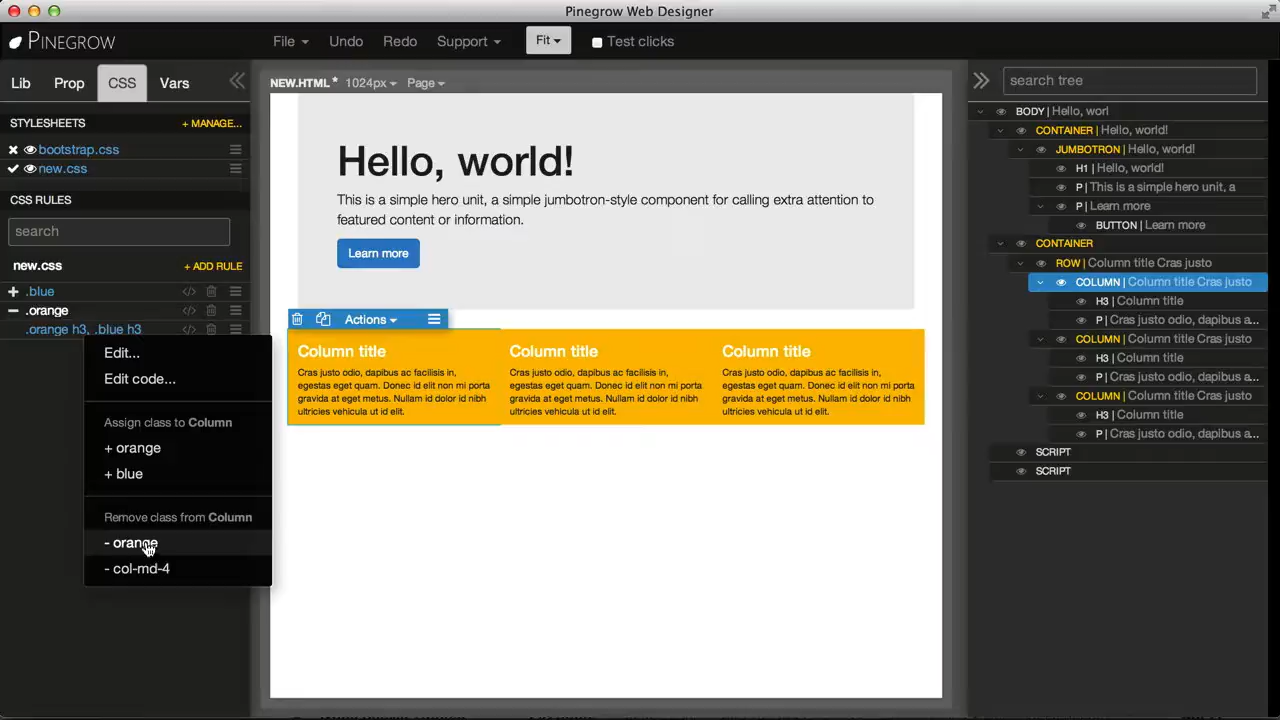 Pinegrow Web Designer
PINEGROW
File
Undo
Redo
Support
Fit
Test clicks
Lib
Prop
CSS
Vars
NEW.HTML *
1024px
Page
search tree
STYLESHEETS
+ MANAGE...
bootstrap.css
new.css
CSS RULES
search
new.css
+ ADD RULE
.blue
.orange
.orange h3, .blue h3
Edit...
Edit code...
Assign class to Column
+ orange
+ blue
Remove class from Column
- orange
- col-md-4
Hello, world!
This is a simple hero unit, a simple jumbotron-style component for calling extra attention to
featured content or information.
Learn more
Actions
Column title
Cras justo odio, dapibus ac facilisis in,
egestas eget quam. Donec id elit non mi porta
gravida at eget metus. Nullam id dolor id nibh
ultricies vehicula ut id elit.
Column title
Cras justo odio, dapibus ac facilisis in,
egestas eget quam. Donec id elit non mi porta
gravida at eget metus. Nullam id dolor id nibh
ultricies vehicula ut id elit.
Column title
Cras justo odio, dapibus ac facilisis in,
egestas eget quam. Donec id elit non mi porta
gravida at eget metus. Nullam id dolor id nibh
ultricies vehicula ut id elit.
BODY | Hello, worl
CONTAINER | Hello, world!
JUMBOTRON | Hello, world!
H1 | Hello, world!
P | This is a simple hero unit, a
P | Learn more
BUTTON | Learn more
CONTAINER
ROW | Column title Cras justo
COLUMN | Column title Cras justo
H3 | Column title
P | Cras justo odio, dapibus a...
COLUMN | Column title Cras justo
H3 | Column title
P | Cras justo odio, dapibus a...
COLUMN | Column title Cras justo
H3 | Column title
P | Cras justo odio, dapibus a...
SCRIPT
SCRIPT